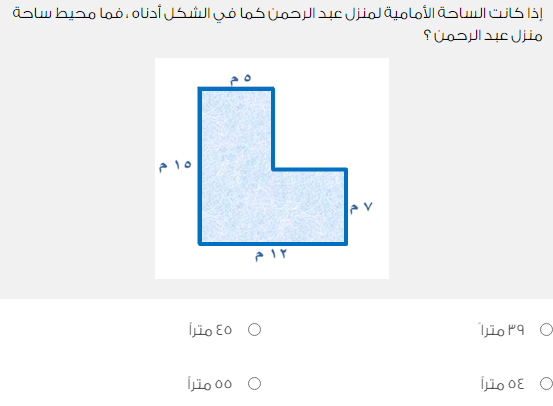 إذا كانت الساحة الأمامية لمنزل عبد الرحمن كما في الشكل أدناه ، فما محيط ساحة
منزل عبد الرحمن ؟
٥ م
١٥ م
٧ م
١٢ م
٣٩ متراً
٤٥ متراً
٥٤ متراً
٥٥ متراً